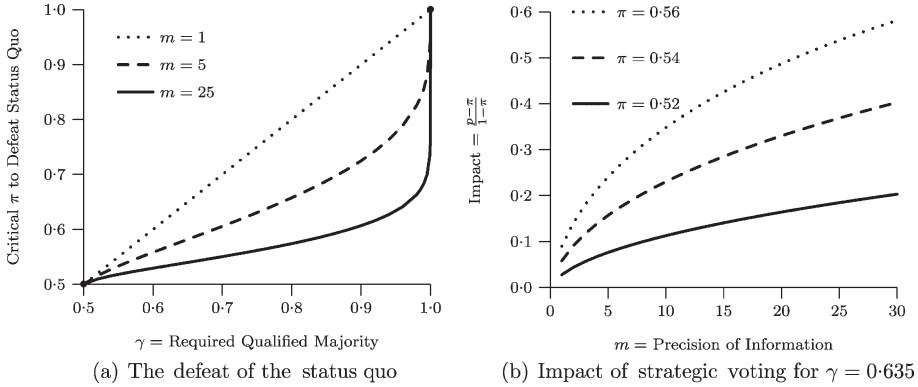 Critical π to Defeat Status Quo
1·0
0·9
0·8
0·7
0·6
0·5
m = 1
m = 5
m = 25
0·5 0·6 0·7 0·8 0·9 1·0
γ = Required Qualified Majority
(a) The defeat of the status quo
Impact = p−π/1−π
0·6
0·5
0·4
0·3
0·2
0·1
0·0
π = 0·56
π = 0·54
π = 0·52
0 5 10 15 20 25 30
m = Precision of Information
(b) Impact of strategic voting for γ = 0·635